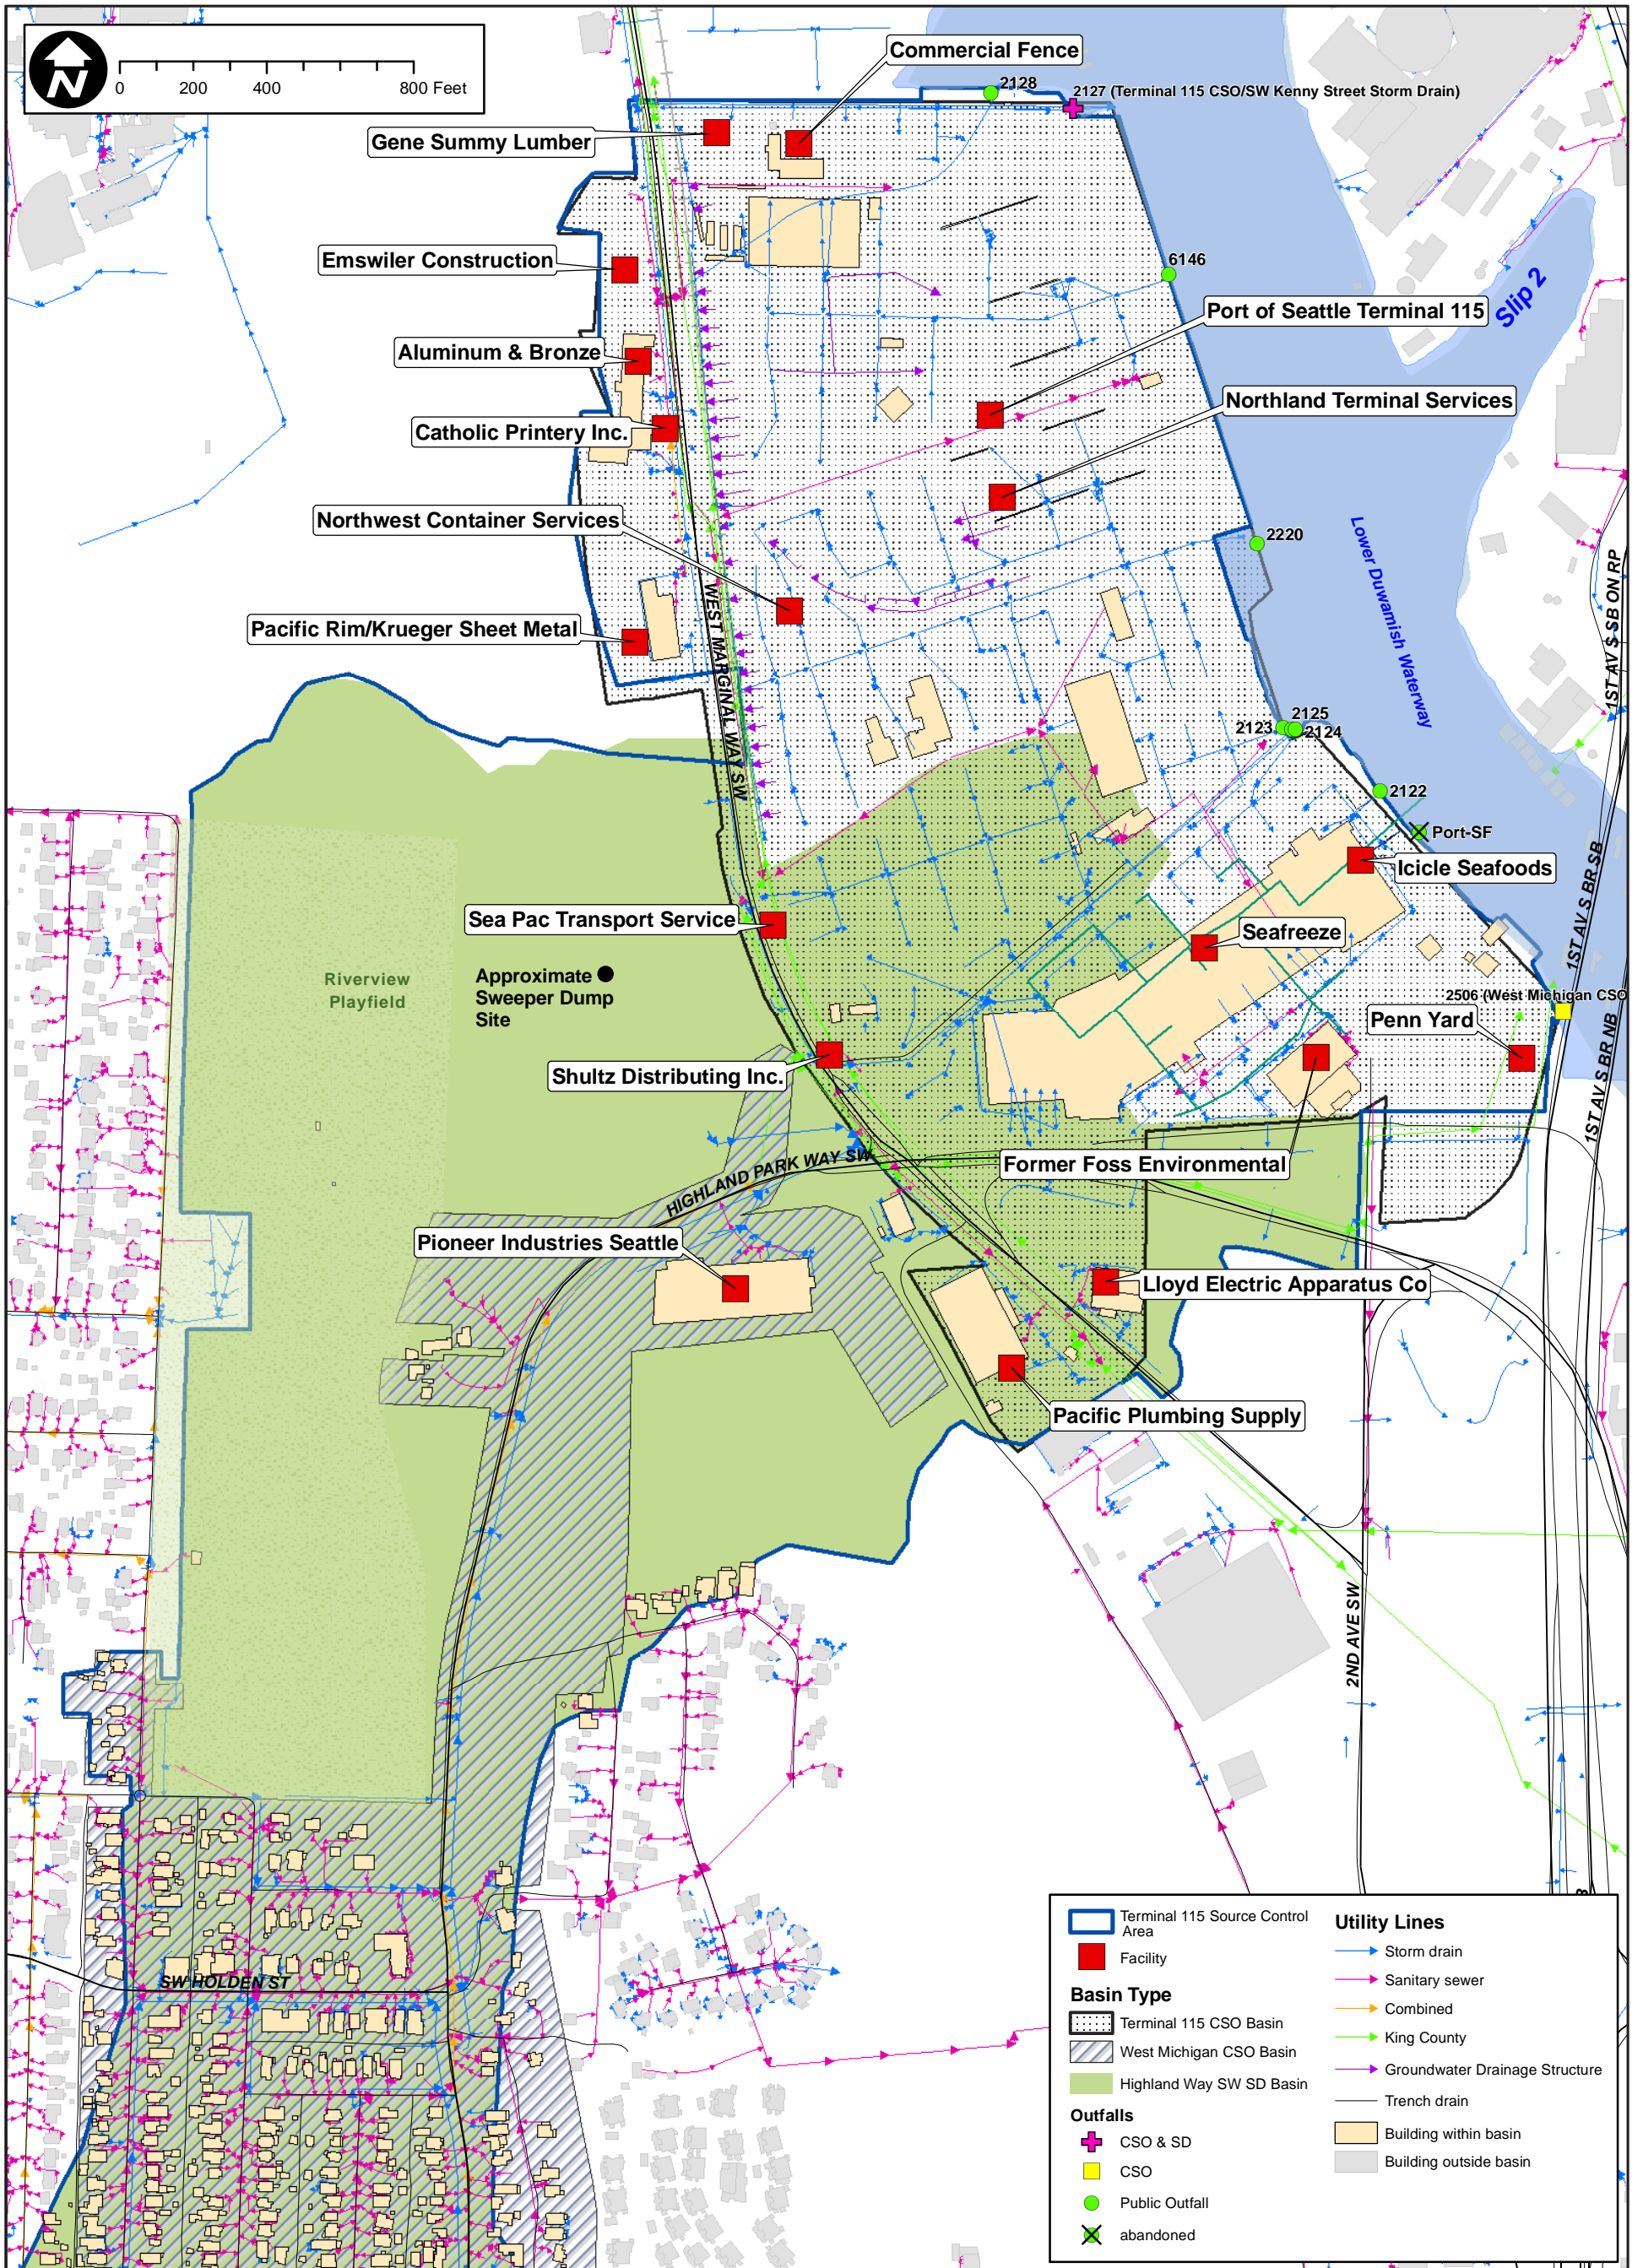 N
0 200 400 800 Feet
Commercial Fence
2128
2127 (Terminal 115 CSO/SW Kenny Street Storm Drain)
Gene Summy Lumber
Emswiler Construction
6146
Slip 2
Port of Seattle Terminal 115
Aluminum & Bronze
Northland Terminal Services
Catholic Printery Inc.
Northwest Container Services
2220
Lower Duwamish Waterway
1ST AV S SB ON RP
Pacific Rim/Krueger Sheet Metal
WEST MARGINAL WAY SW
2123
2125
2124
2122
Port-SF
Icicle Seafoods
1ST AV S BR SB
Sea Pac Transport Service
Seafreeze
Riverview
Playfield
Approximate
Sweeper Dump
Site
2506 (West Michigan CSO
Penn Yard
1ST AV S BR NB
Shultz Distributing Inc.
HIGHLAND PARK WAY SW
Former Foss Environmental
Pioneer Industries Seattle
Lloyd Electric Apparatus Co
Pacific Plumbing Supply
2ND AVE SW
SW HOLDEN ST
Terminal 115 Source Control
Area
Facility
Basin Type
Terminal 115 CSO Basin
West Michigan CSO Basin
Highland Way SW SD Basin
Outfalls
CSO & SD
CSO
Public Outfall
abandoned
Utility Lines
Storm drain
Sanitary sewer
Combined
King County
Groundwater Drainage Structure
Trench drain
Building within basin
Building outside basin